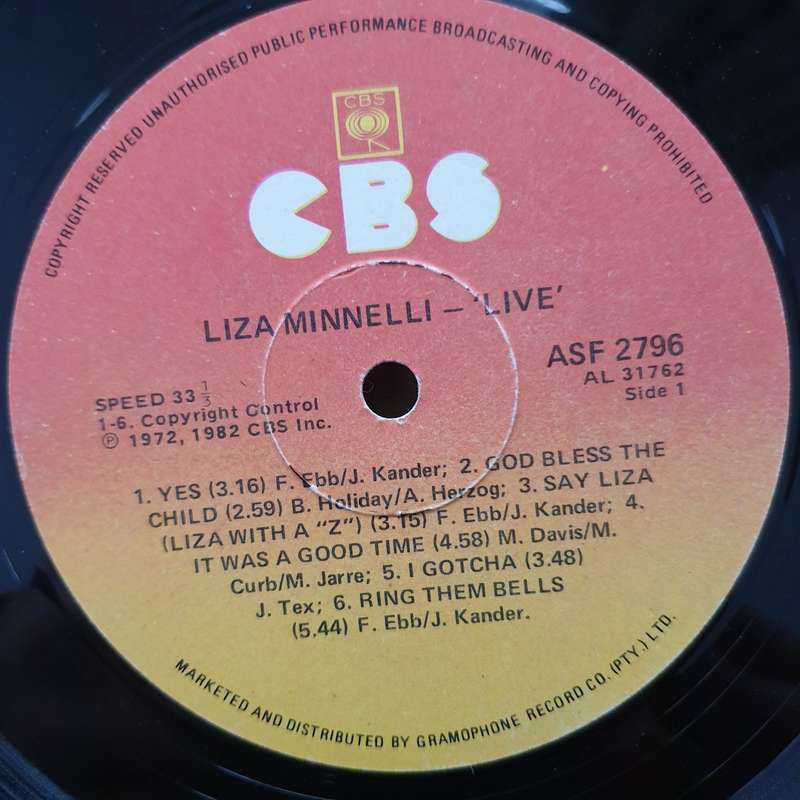 COPYRIGHT RESERVED UNAUTHORISED PUBLIC PERFORMANCE BROADCASTING AND COPYING PROHIBITED
CBS
CBS
LIZA MINNELLI – 'LIVE'
ASF 2796
AL 31762
Side 1
SPEED 33 1/3
1-6. Copyright Control
Ⓟ 1972, 1982 CBS Inc.
1. YES (3.16) F. Ebb/J. Kander; 2. GOD BLESS THE
CHILD (2.59) B. Holiday/A. Herzog; 3. SAY LIZA
(LIZA WITH A "Z") (3.15) F. Ebb/J. Kander; 4.
IT WAS A GOOD TIME (4.58) M. Davis/M.
Curb/M. Jarre; 5. I GOTCHA (3.48)
J. Tex; 6. RING THEM BELLS
(5.44) F. Ebb/J. Kander.
MARKETED AND DISTRIBUTED BY GRAMOPHONE RECORD CO. (PTY.) LTD.